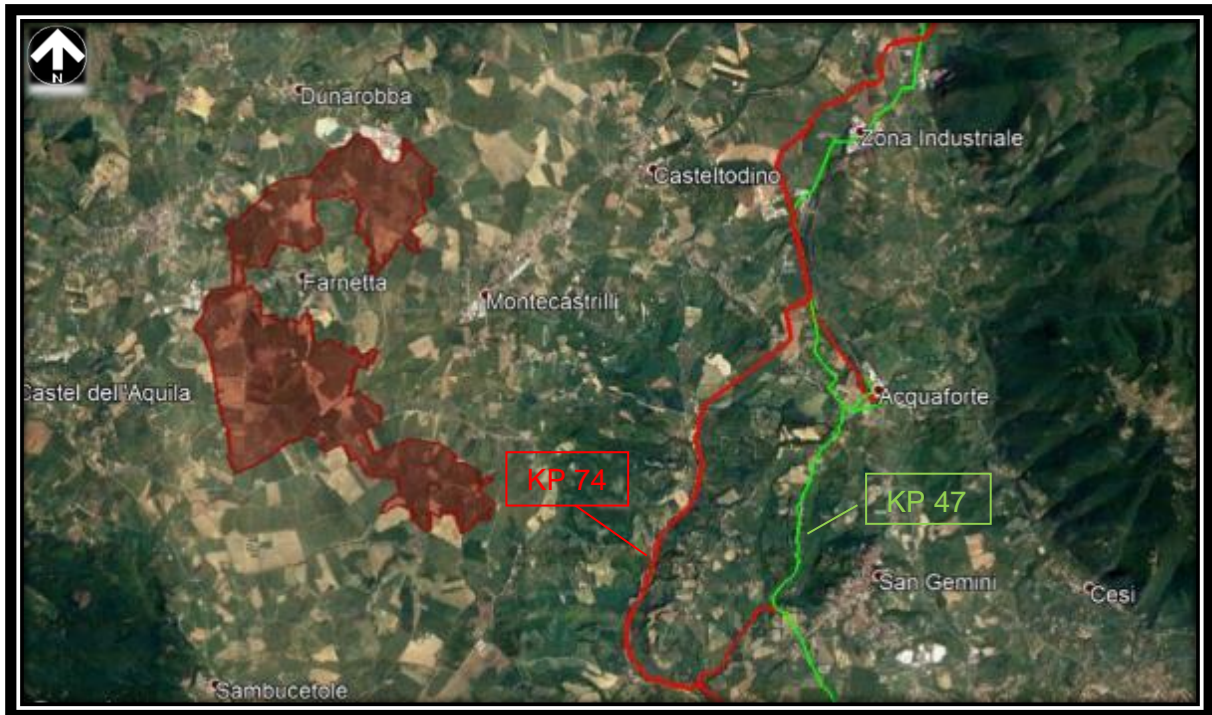 N
Dunarobba
Zona Industriale
Casteltodino
Farnetta
Montecastrilli
Castel dell'Aquila
Acquaforte
KP 74
KP 47
San Gemini
Cesi
Sambucetole